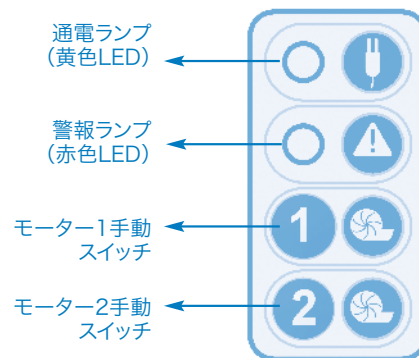 通電ランプ
(黄色LED)
警報ランプ
(赤色LED)
モーター1手動
スイッチ
1
モーター2手動
スイッチ
2